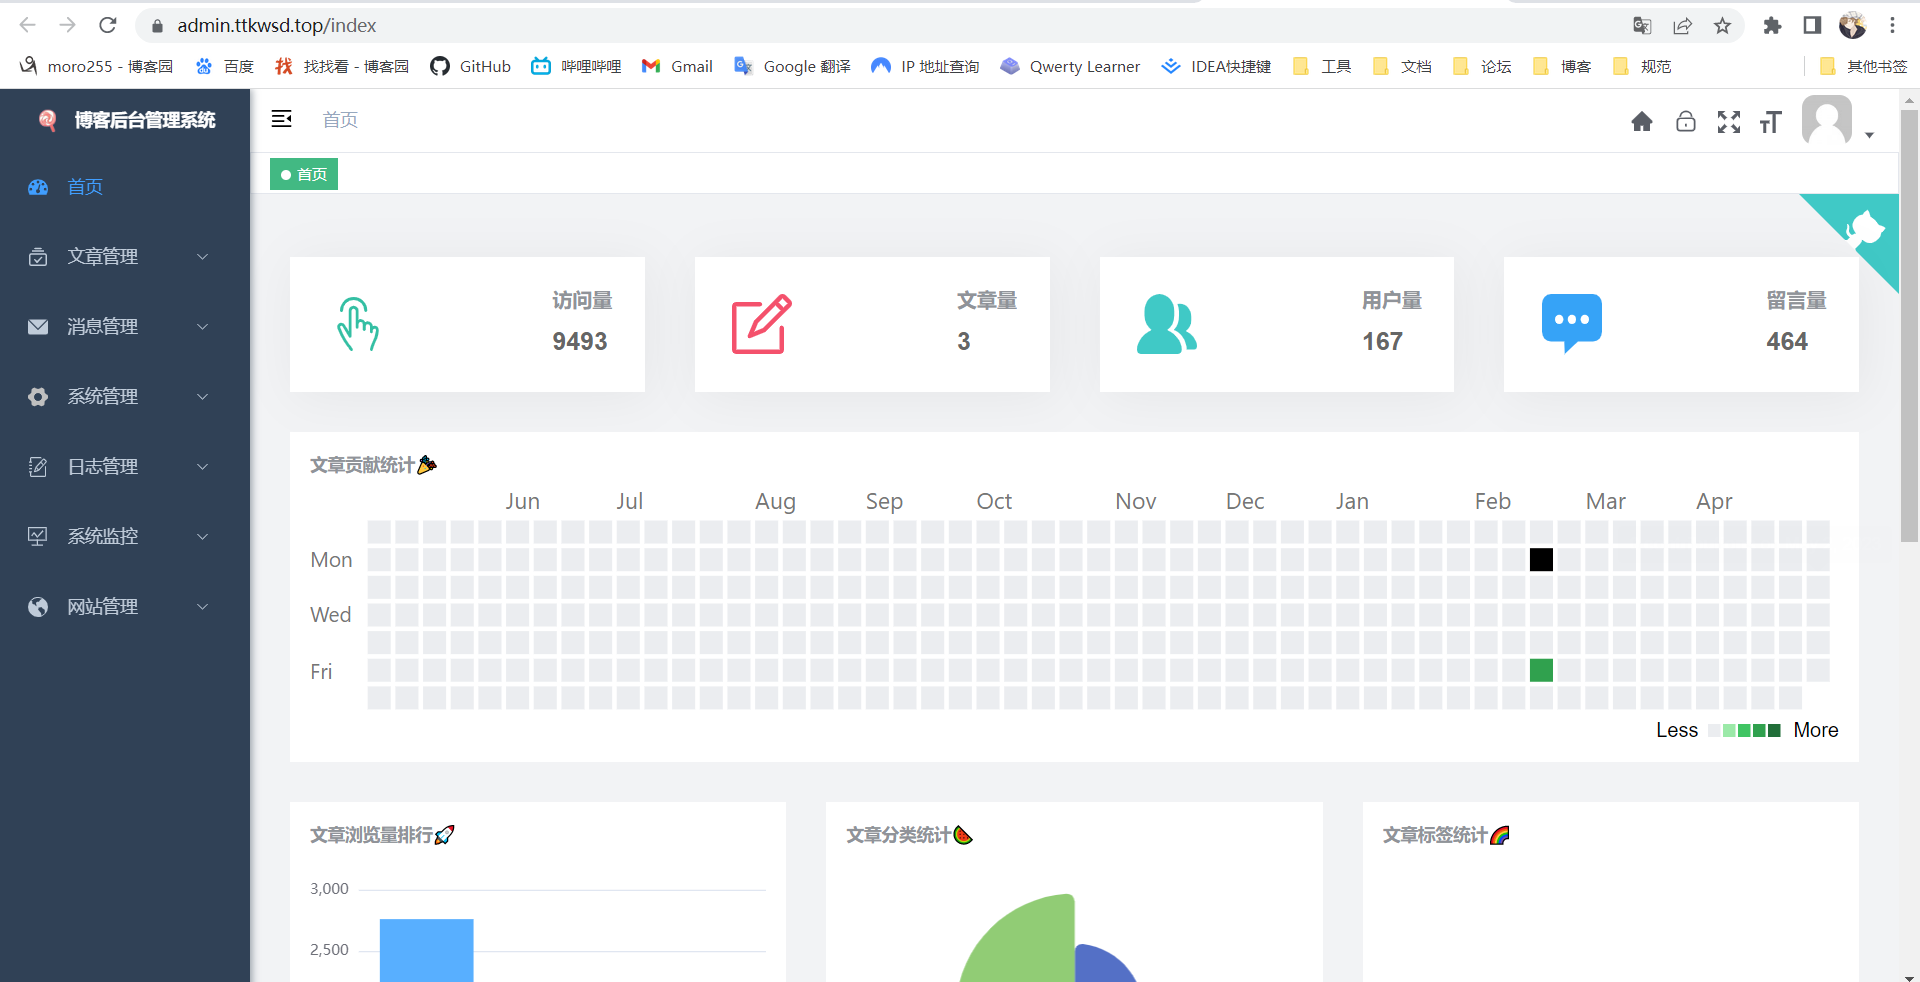 admin.ttkwsd.top/index
moro255 - 博客园 百度 找找看 - 博客园 GitHub 哔哩哔哩 Gmail Google 翻译 IP 地址查询 Qwerty Learner IDEA快捷键 工具 文档 论坛 博客 规范 其他书签
博客后台管理系统
首页
文章管理
消息管理
系统管理
日志管理
系统监控
网站管理
首页
首页
访问量
9493
文章量
3
用户量
167
留言量
464
文章贡献统计
Jun Jul Aug Sep Oct Nov Dec Jan Feb Mar Apr
Mon
Wed
Fri
Less More
文章浏览量排行
3,000
2,500
文章分类统计
文章标签统计